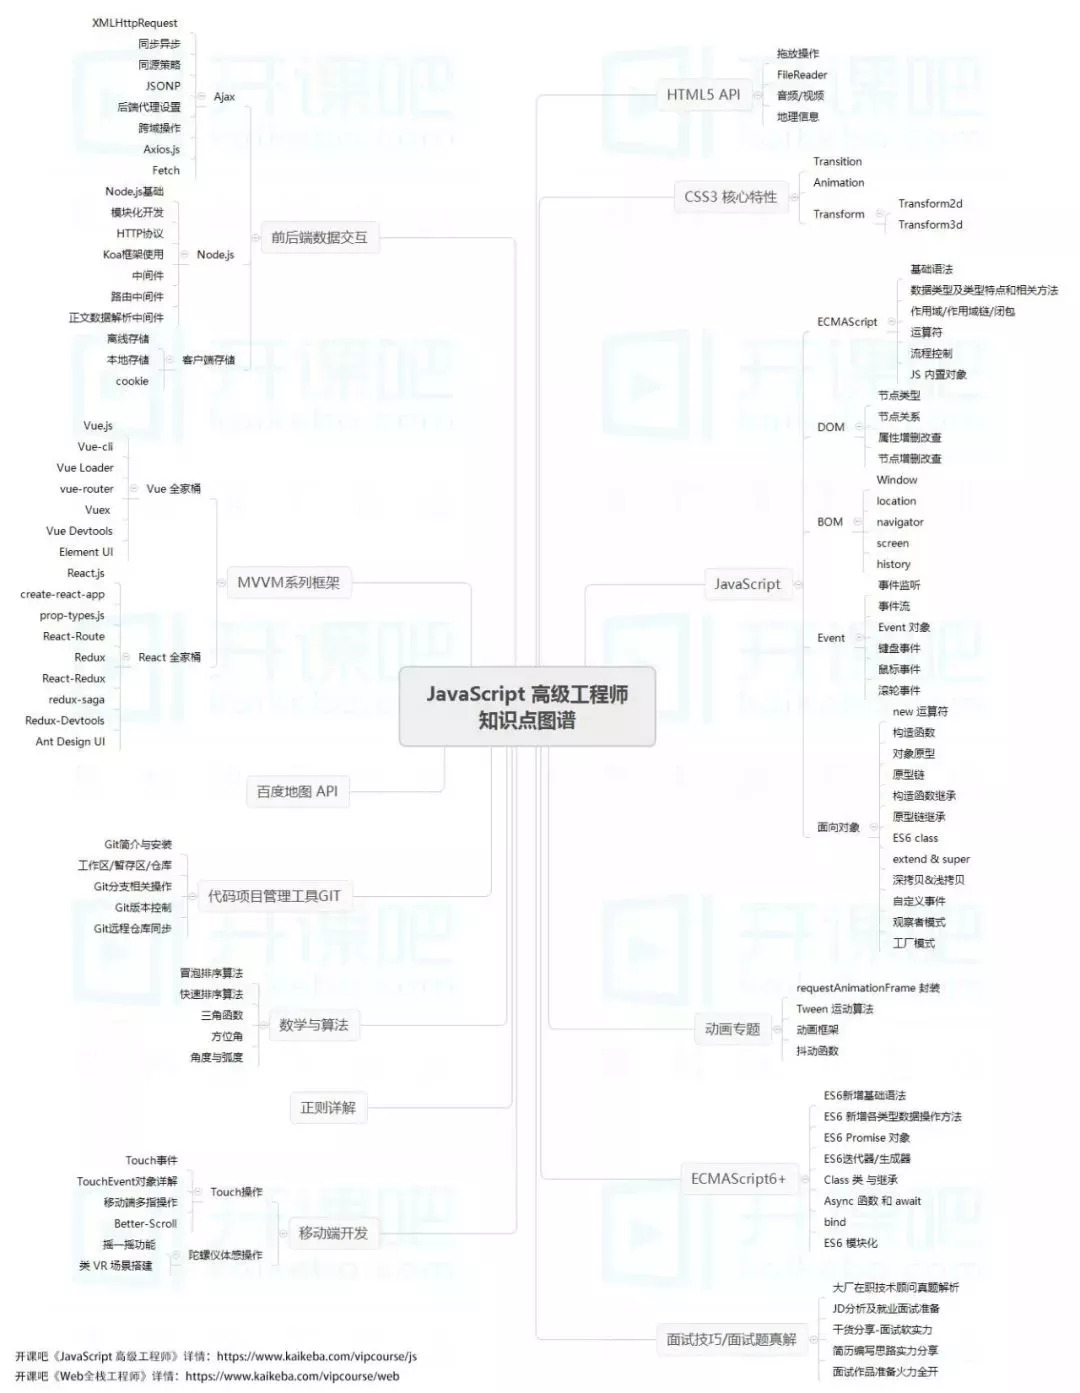 JavaScript 高级工程师
知识点图谱
XMLHttpRequest
同步异步
同源策略
JSONP
后端代理设置
跨域操作
Axios.js
Fetch
Ajax
Node.js基础
模块化开发
HTTP协议
Koa框架使用
中间件
路由中间件
正文数据解析中间件
Node.js
离线存储
本地存储
cookie
客户端存储
前后端数据交互
Vue.js
Vue-cli
Vue Loader
vue-router
Vuex
Vue Devtools
Element UI
Vue 全家桶
React.js
create-react-app
prop-types.js
React-Route
Redux
React-Redux
redux-saga
Redux-Devtools
Ant Design UI
React 全家桶
MVVM系列框架
百度地图 API
Git简介与安装
工作区/暂存区/仓库
Git分支相关操作
Git版本控制
Git远程仓库同步
代码项目管理工具GIT
冒泡排序算法
快速排序算法
三角函数
方位角
角度与弧度
数学与算法
正则详解
Touch事件
TouchEvent对象详解
移动端多指操作
Better-Scroll
Touch操作
摇一摇功能
类 VR 场景搭建
陀螺仪体感操作
移动端开发
HTML5 API
拖放操作
FileReader
音频/视频
地理信息
CSS3 核心特性
Transition
Animation
Transform
Transform2d
Transform3d
JavaScript
ECMAScript
基础语法
数据类型及类型特点和相关方法
作用域/作用域链/闭包
运算符
流程控制
JS 内置对象
DOM
节点类型
节点关系
属性增删改查
节点增删改查
BOM
Window
location
navigator
screen
history
Event
事件监听
事件流
Event 对象
键盘事件
鼠标事件
滚轮事件
面向对象
new 运算符
构造函数
对象原型
原型链
构造函数继承
原型链继承
ES6 class
extend & super
深拷贝&浅拷贝
自定义事件
观察者模式
工厂模式
动画专题
requestAnimationFrame 封装
Tween 运动算法
动画框架
抖动函数
ECMAScript6+
ES6新增基础语法
ES6 新增各类型数据操作方法
ES6 Promise 对象
ES6迭代器/生成器
Class 类 与继承
Async 函数 和 await
bind
ES6 模块化
面试技巧/面试题真解
大厂在职技术顾问真题解析
JD分析及就业面试准备
干货分享-面试软实力
简历编写思路实力分享
面试作品准备火力全开
开课吧《JavaScript 高级工程师》详情：https://www.kaikeba.com/vipcourse/js
开课吧《Web全栈工程师》详情：https://www.kaikeba.com/vipcourse/web